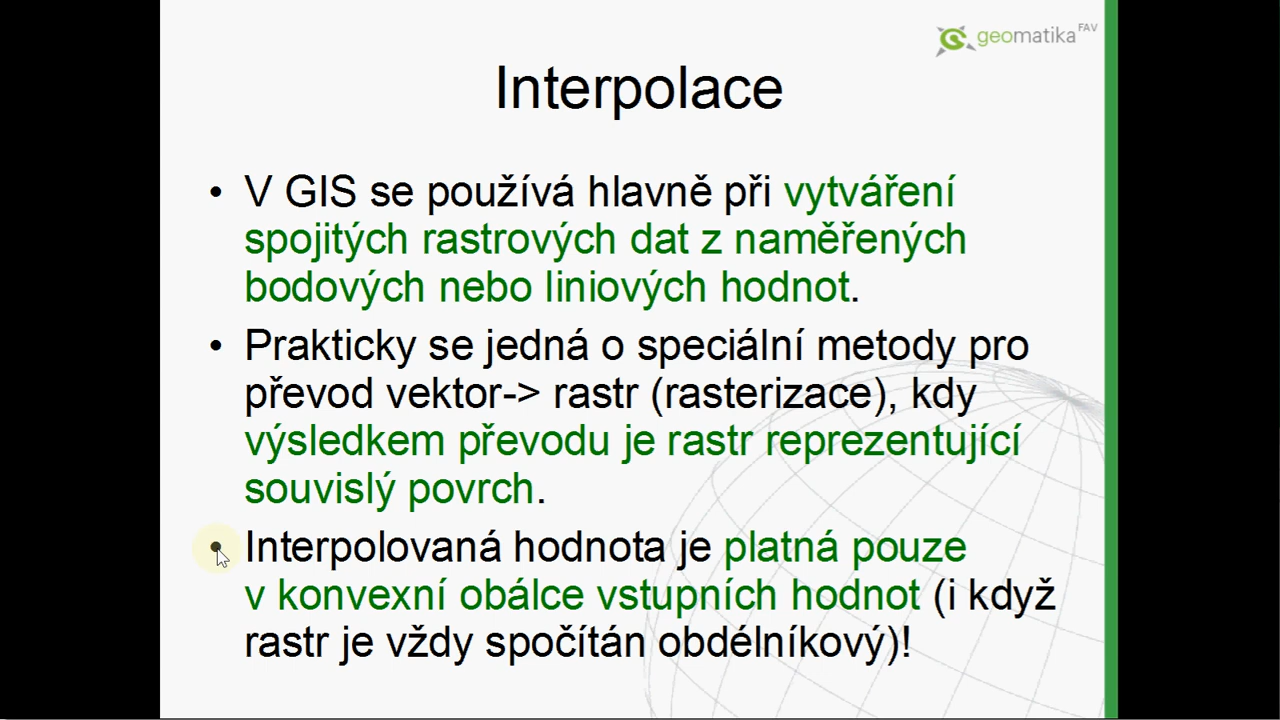 geomatika FAV
Interpolace
• V GIS se používá hlavně při vytváření
spojitých rastrových dat z naměřených
bodových nebo liniových hodnot.
• Prakticky se jedná o speciální metody pro
převod vektor-> rastr (rasterizace), kdy
výsledkem převodu je rastr reprezentující
souvislý povrch.
• Interpolovaná hodnota je platná pouze
v konvexní obálce vstupních hodnot (i když
rastr je vždy spočítán obdélníkový)!